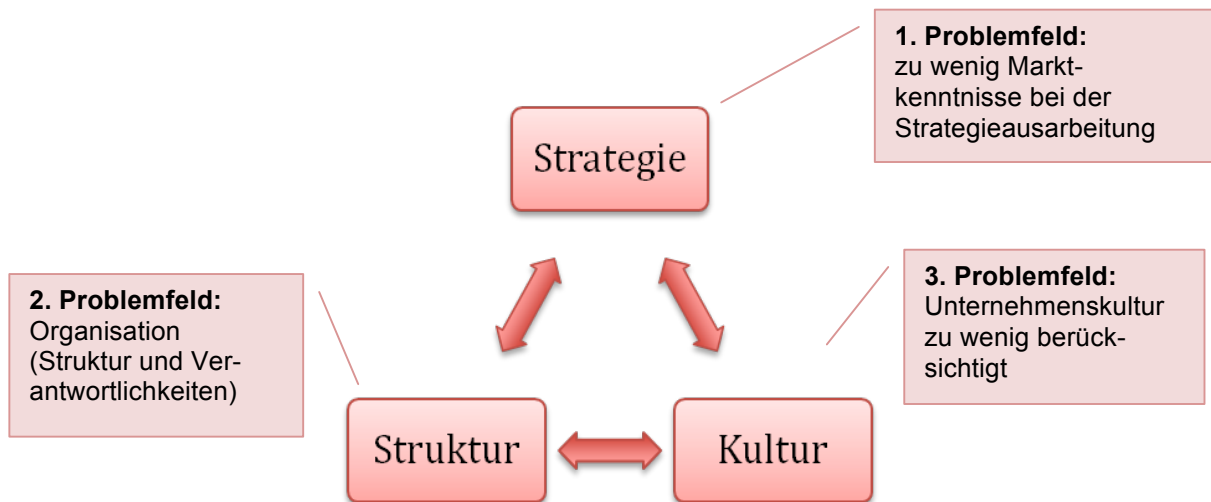 1. Problemfeld:
zu wenig Markt-
kenntnisse bei der
Strategieausarbeitung
Strategie
2. Problemfeld:
Organisation
(Struktur und Ver-
antwortlichkeiten)
3. Problemfeld:
Unternehmenskultur
zu wenig berück-
sichtigt
Struktur
Kultur